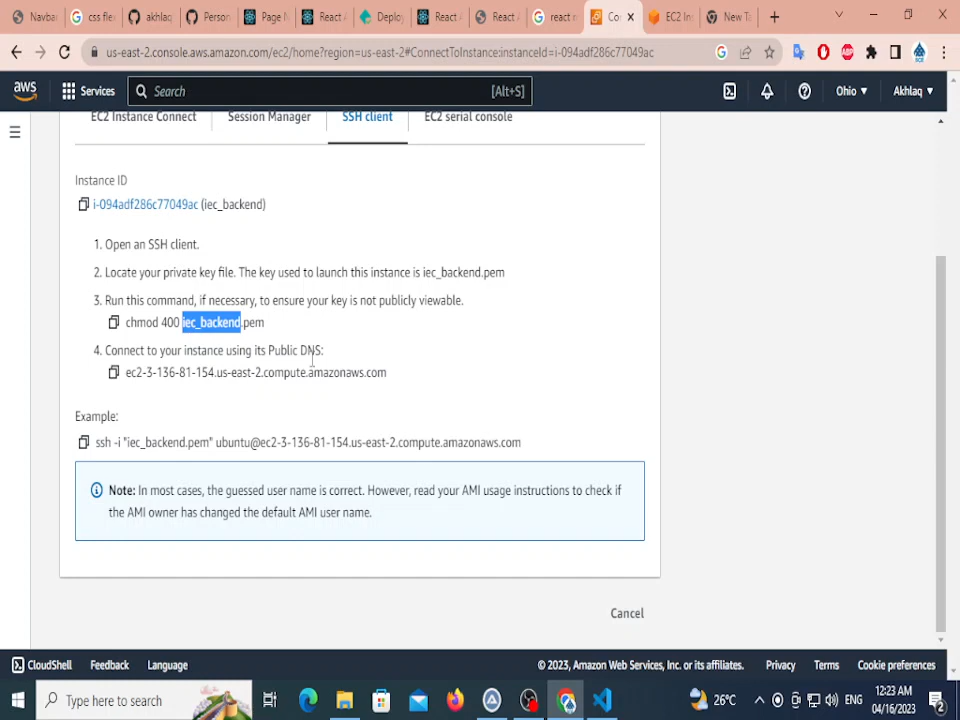 Navba
css file
akhlaq
Person
Page N
React A
Deploy
React A
React A
react ir
Co
EC2 In
New Ta
us-east-2.console.aws.amazon.com/ec2/home?region=us-east-2#ConnectToInstance:instanceId=i-094adf286c77049ac
aws
Services
Search
[Alt+S]
Ohio ▼
Akhlaq ▼
EC2 Instance Connect
Session Manager
SSH client
EC2 serial console
Instance ID
i-094adf286c77049ac (iec_backend)
1. Open an SSH client.
2. Locate your private key file. The key used to launch this instance is iec_backend.pem
3. Run this command, if necessary, to ensure your key is not publicly viewable.
chmod 400 iec_backend.pem
4. Connect to your instance using its Public DNS:
ec2-3-136-81-154.us-east-2.compute.amazonaws.com
Example:
ssh -i "iec_backend.pem" ubuntu@ec2-3-136-81-154.us-east-2.compute.amazonaws.com
Note: In most cases, the guessed user name is correct. However, read your AMI usage instructions to check if
the AMI owner has changed the default AMI user name.
Cancel
CloudShell
Feedback
Language
© 2023, Amazon Web Services, Inc. or its affiliates.
Privacy
Terms
Cookie preferences
Type here to search
26°C
ENG
12:23 AM
04/16/2023
2